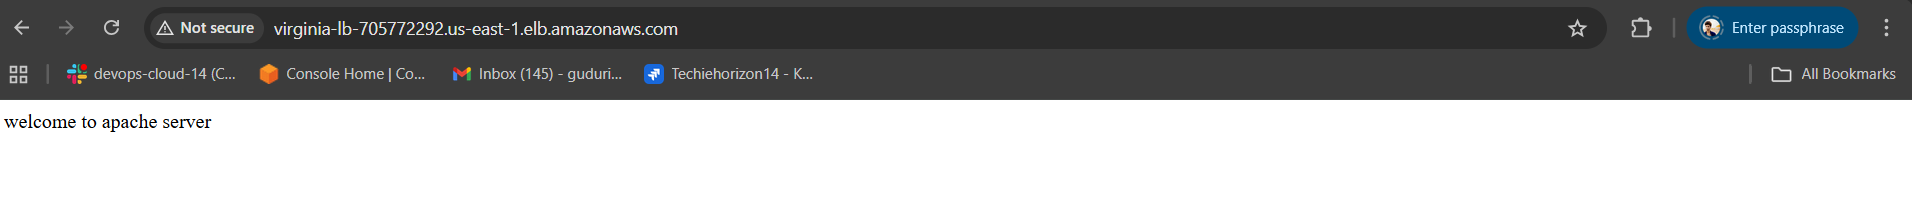 Not secure virginia-lb-705772292.us-east-1.elb.amazonaws.com Enter passphrase
devops-cloud-14 (C... Console Home | Co... Inbox (145) - guduri... Techiehorizon14 - K... All Bookmarks
welcome to apache server